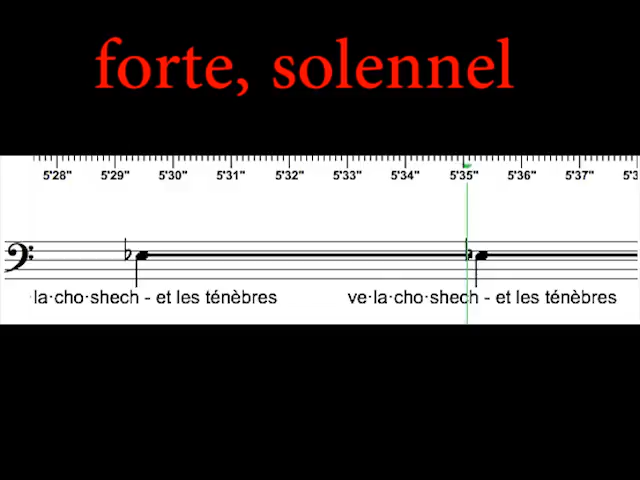 forte, solennel
5'28" 5'29" 5'30" 5'31" 5'32" 5'33" 5'34" 5'35" 5'36" 5'37"
la·cho·shech - et les ténèbres ve·la·cho·shech - et les ténèbres